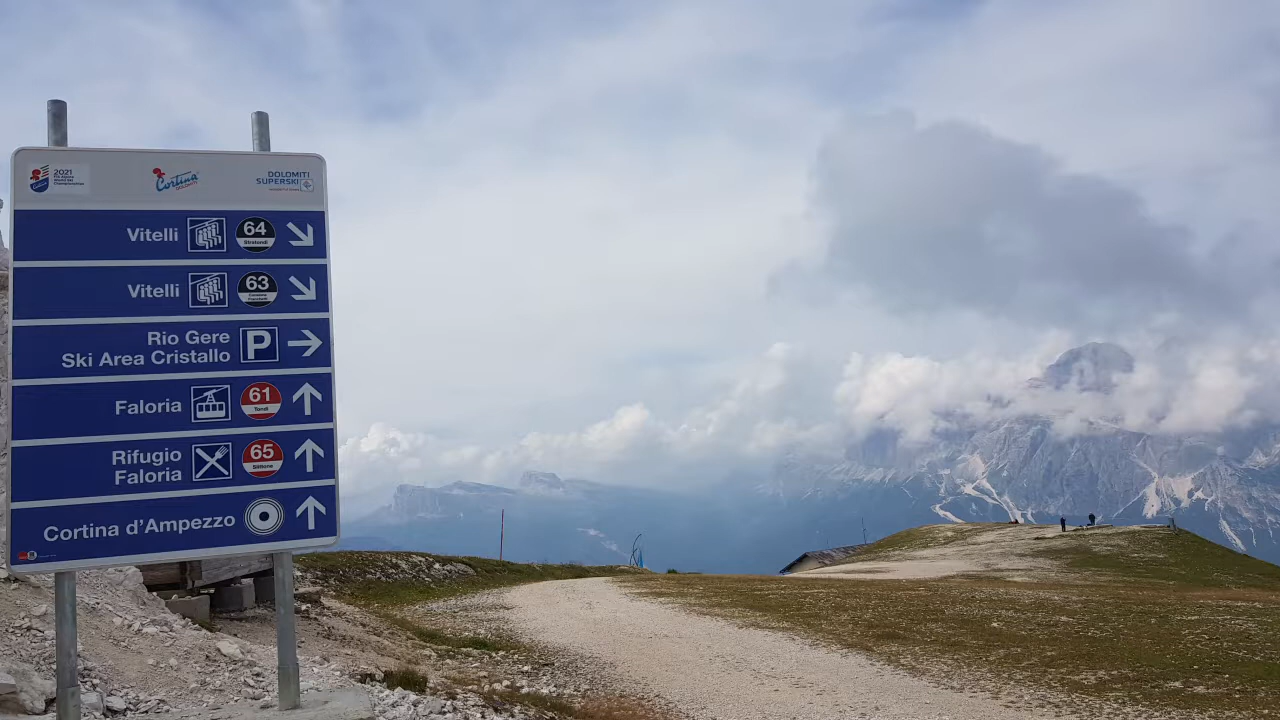 2021
Cortina
DOLOMITI
SUPERSKI
Vitelli 64
Vitelli 63
Rio Gere
Ski Area Cristallo P
Faloria 61
Tondi
Rifugio
Faloria 65
Cortina d'Ampezzo